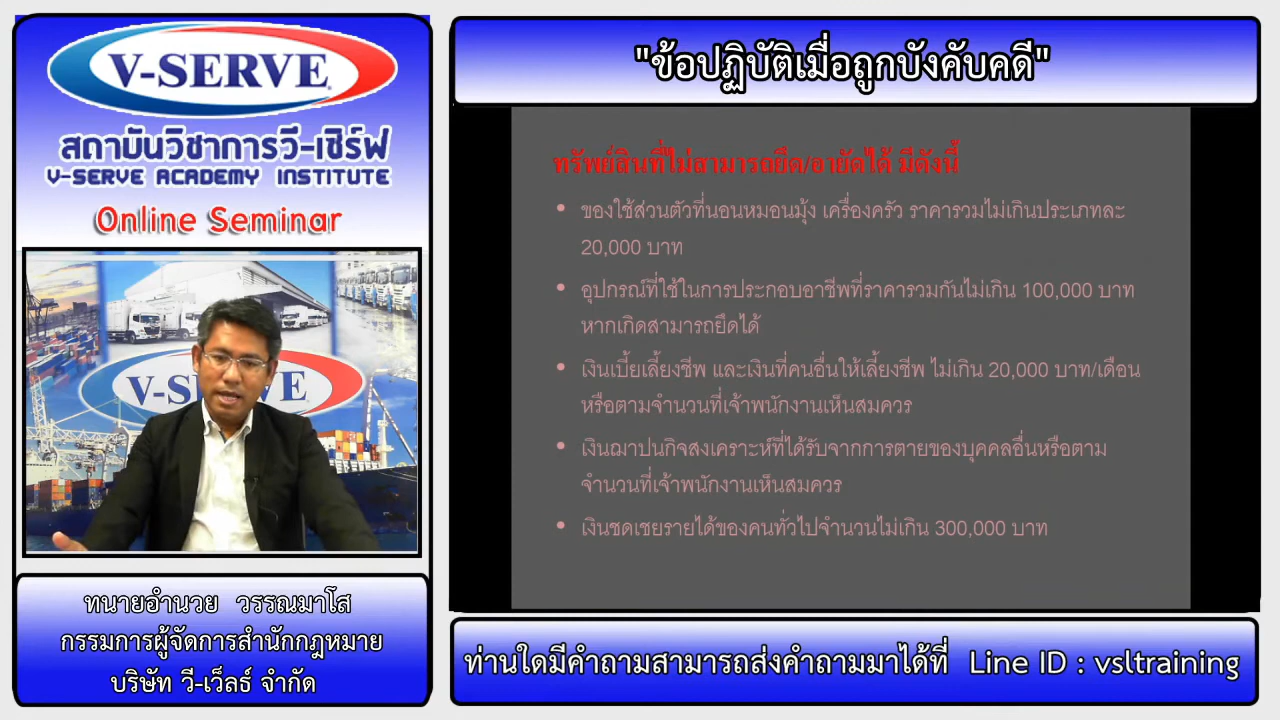 V-SERVE
สถาบันวิชาการวี-เซิร์ฟ
V-SERVE ACADEMY INSTITUTE
Online Seminar
ทนายอำนวย วรรณมาโส
กรรมการผู้จัดการสำนักกฎหมาย
บริษัท วี-เว็ลธ์ จำกัด
"ข้อปฏิบัติเมื่อถูกบังคับคดี"
ทรัพย์สินที่ไม่สามารถยึด/อายัดได้ มีดังนี้
• ของใช้ส่วนตัวที่นอนหมอนมุ้ง เครื่องครัว ราคารวมไม่เกินประเภทละ
20,000 บาท
• อุปกรณ์ที่ใช้ในการประกอบอาชีพที่ราคารวมกันไม่เกิน 100,000 บาท
หากเกิดสามารถยึดได้
• เงินเบี้ยเลี้ยงชีพ และเงินที่คนอื่นให้เลี้ยงชีพ ไม่เกิน 20,000 บาท/เดือน
หรือตามจำนวนที่เจ้าพนักงานเห็นสมควร
• เงินฌาปนกิจสงเคราะห์ที่ได้รับจากการตายของบุคคลอื่นหรือตาม
จำนวนที่เจ้าพนักงานเห็นสมควร
• เงินชดเชยรายได้ของคนทั่วไปจำนวนไม่เกิน 300,000 บาท
ท่านใดมีคำถามสามารถส่งคำถามมาได้ที่ Line ID : vsltraining